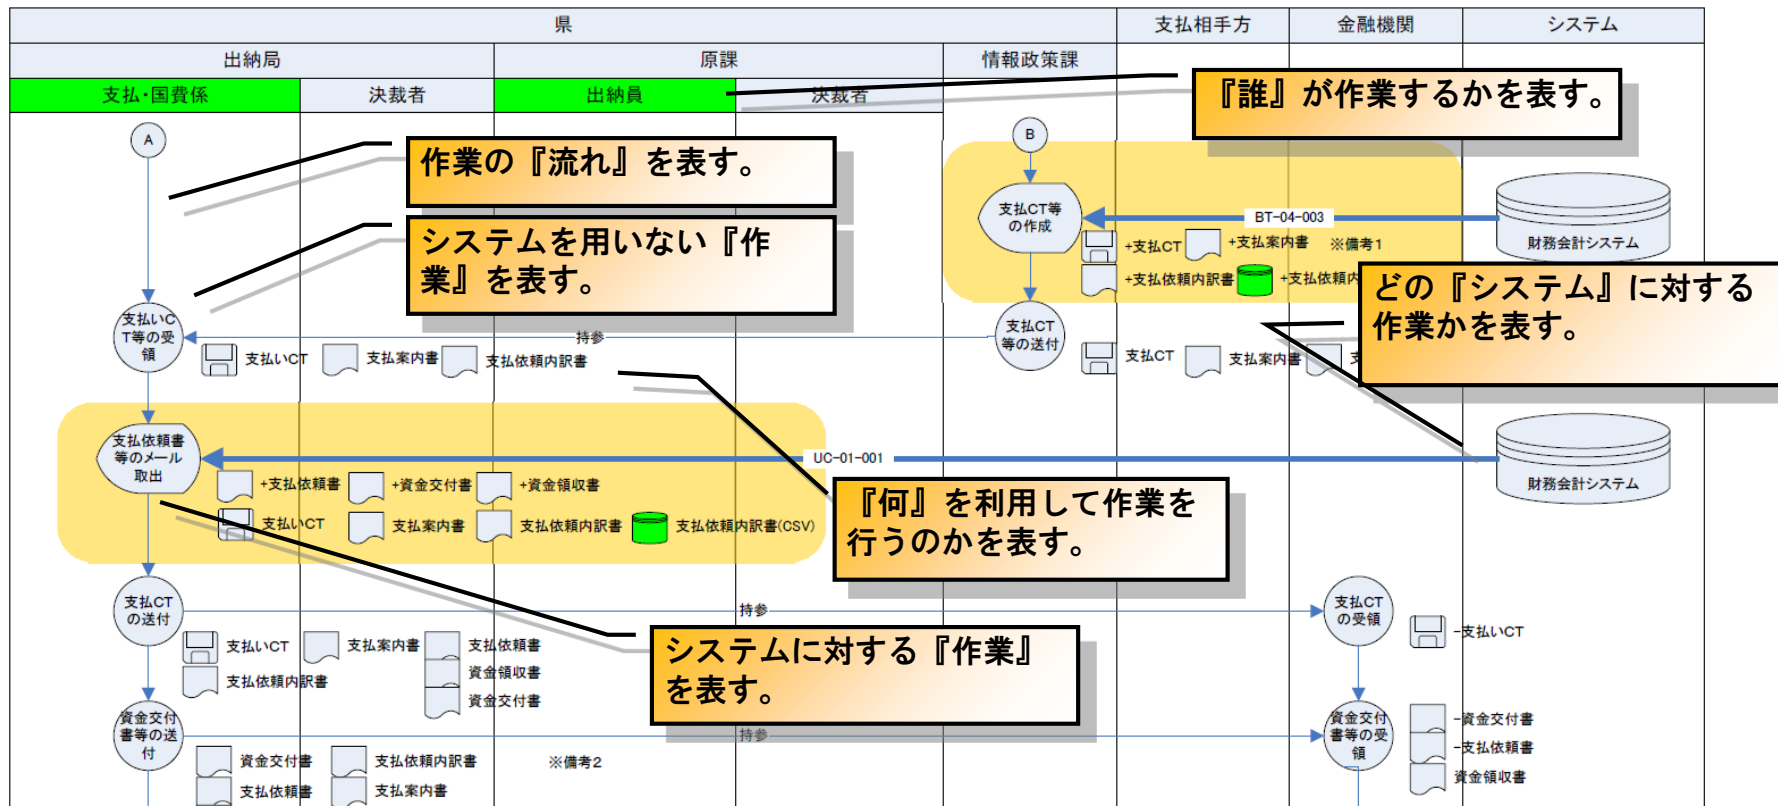 県
支払相手方
金融機関
システム
出納局
原課
情報政策課
支払・国費係
決裁者
出納員
決裁者
『誰』が作業するかを表す。
A
B
作業の『流れ』を表す。
支払CT等
の作成
BT-04-003
財務会計システム
+支払CT
+支払案内書
※備考1
+支払依頼内訳書
+支払依頼内
システムを用いない『作
業』を表す。
どの『システム』に対する
作業かを表す。
支払いC
T等の受
領
持参
支払CT
等の送付
支払いCT
支払案内書
支払依頼内訳書
支払CT
支払案内書
支払依頼書
等のメール
取出
UC-01-001
財務会計システム
+支払依頼書
+資金交付書
+資金領収書
支払いCT
支払案内書
支払依頼内訳書
支払依頼内訳書(CSV)
『何』を利用して作業を
行うのかを表す。
支払CT
の送付
持参
支払CT
の受領
-支払いCT
支払いCT
支払案内書
支払依頼書
支払依頼内訳書
資金領収書
資金交付書
システムに対する『作業』
を表す。
資金交付
書等の送
付
持参
資金交付
書等の受
領
-資金交付書
-支払依頼書
資金領収書
資金交付書
支払依頼内訳書
※備考2
支払依頼書
支払案内書